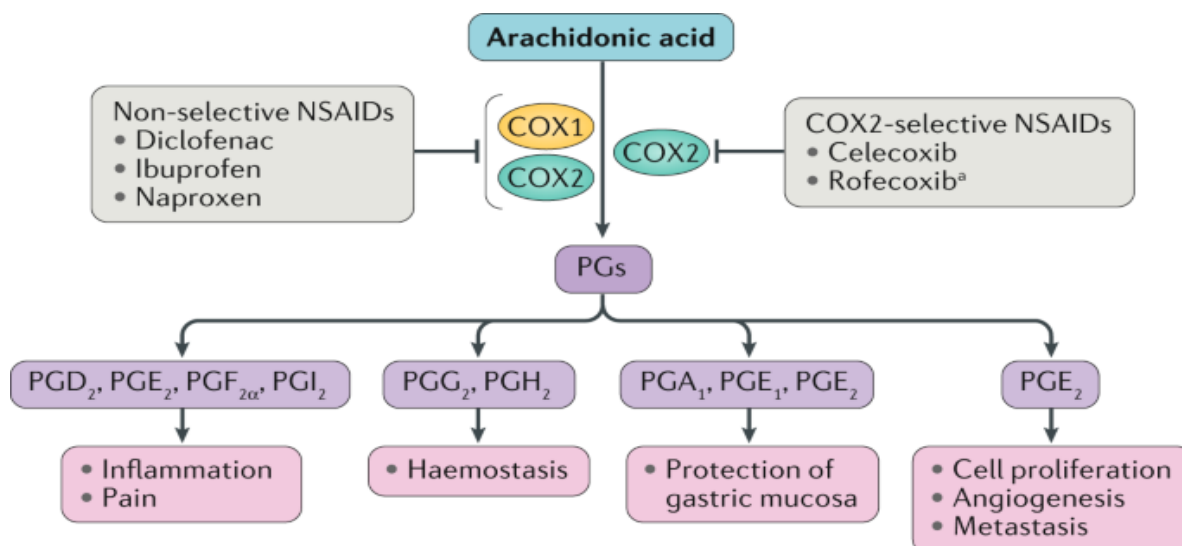 Arachidonic acid
Non-selective NSAIDs
• Diclofenac
• Ibuprofen
• Naproxen
COX1
COX2
COX2
COX2-selective NSAIDs
• Celecoxib
• Rofecoxibᵃ
PGs
PGD₂, PGE₂, PGF₂α, PGI₂
PGG₂, PGH₂
PGA₁, PGE₁, PGE₂
PGE₂
• Inflammation
• Pain
• Haemostasis
• Protection of
gastric mucosa
• Cell proliferation
• Angiogenesis
• Metastasis